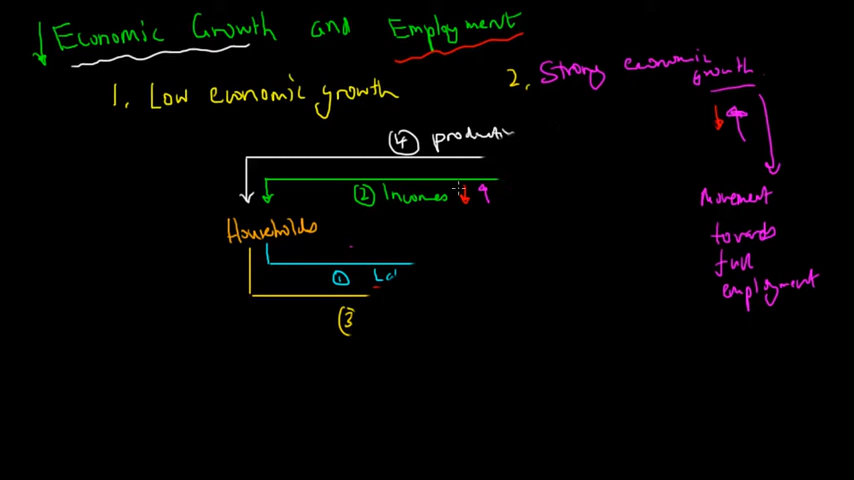 Economic Growth and Employment
1. Low economic growth
2. Strong economic
growth
④ producti
② Incomes
Movement
towards
full
employment
Households
①
(3